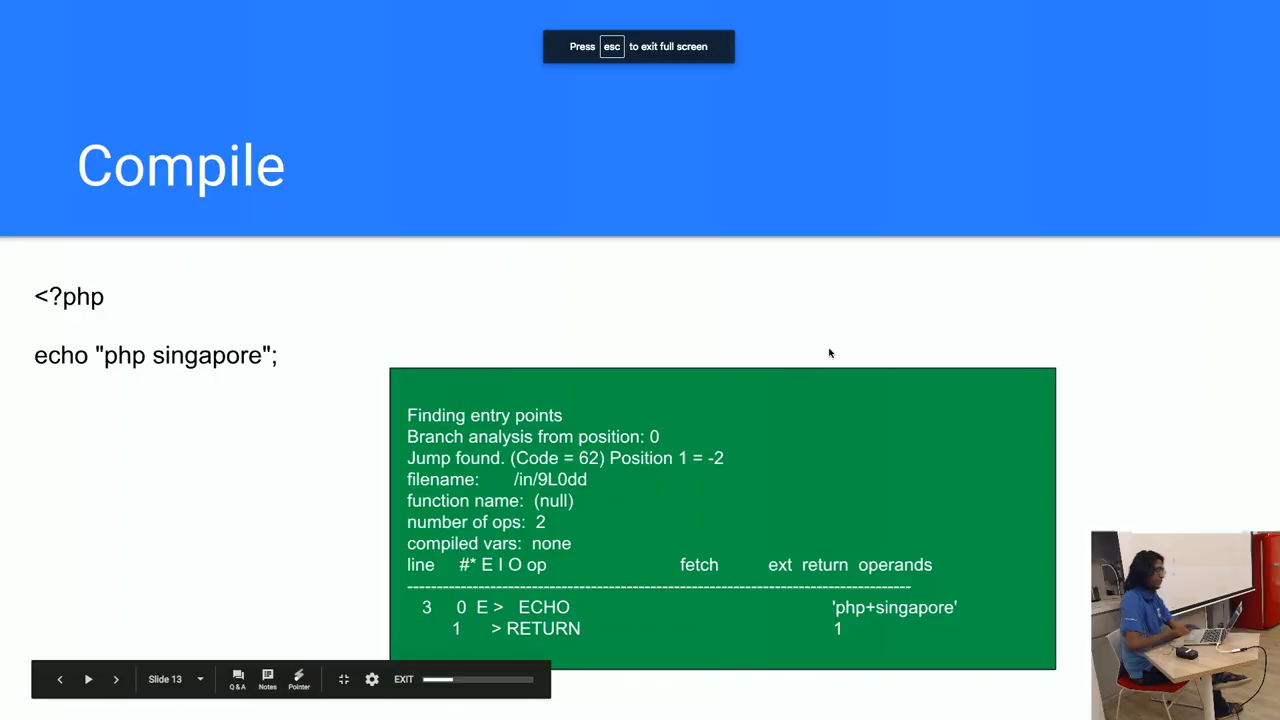 Press esc to exit full screen
Compile
<?php
echo "php singapore";
Finding entry points
Branch analysis from position: 0
Jump found. (Code = 62) Position 1 = -2
filename: /in/9L0dd
function name: (null)
number of ops: 2
compiled vars: none
line #* E I O op fetch ext return operands
-------------------------------------------------------------------------------------
3 0 E > ECHO 'php+singapore'
1 > RETURN 1
Slide 13 Q&A Notes Pointer EXIT